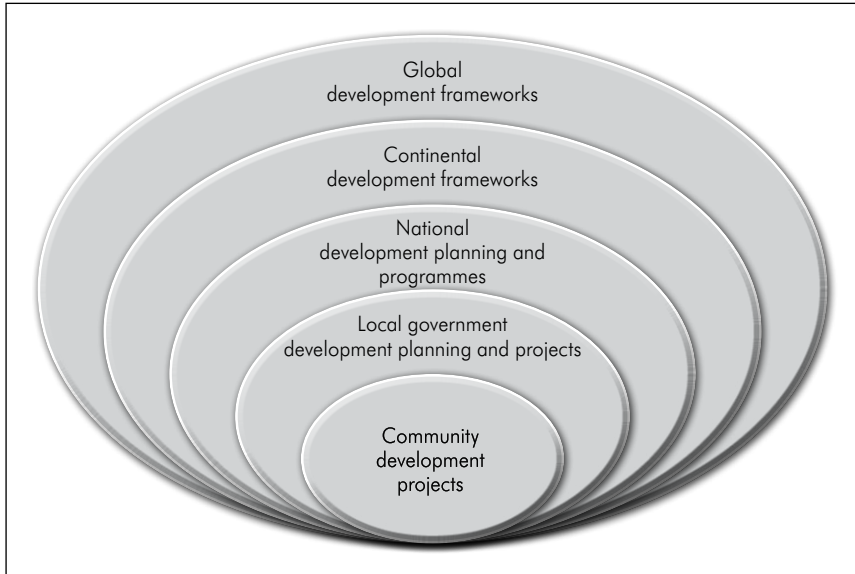 Global
development frameworks
Continental
development frameworks
National
development planning and
programmes
Local government
development planning and projects
Community
development
projects